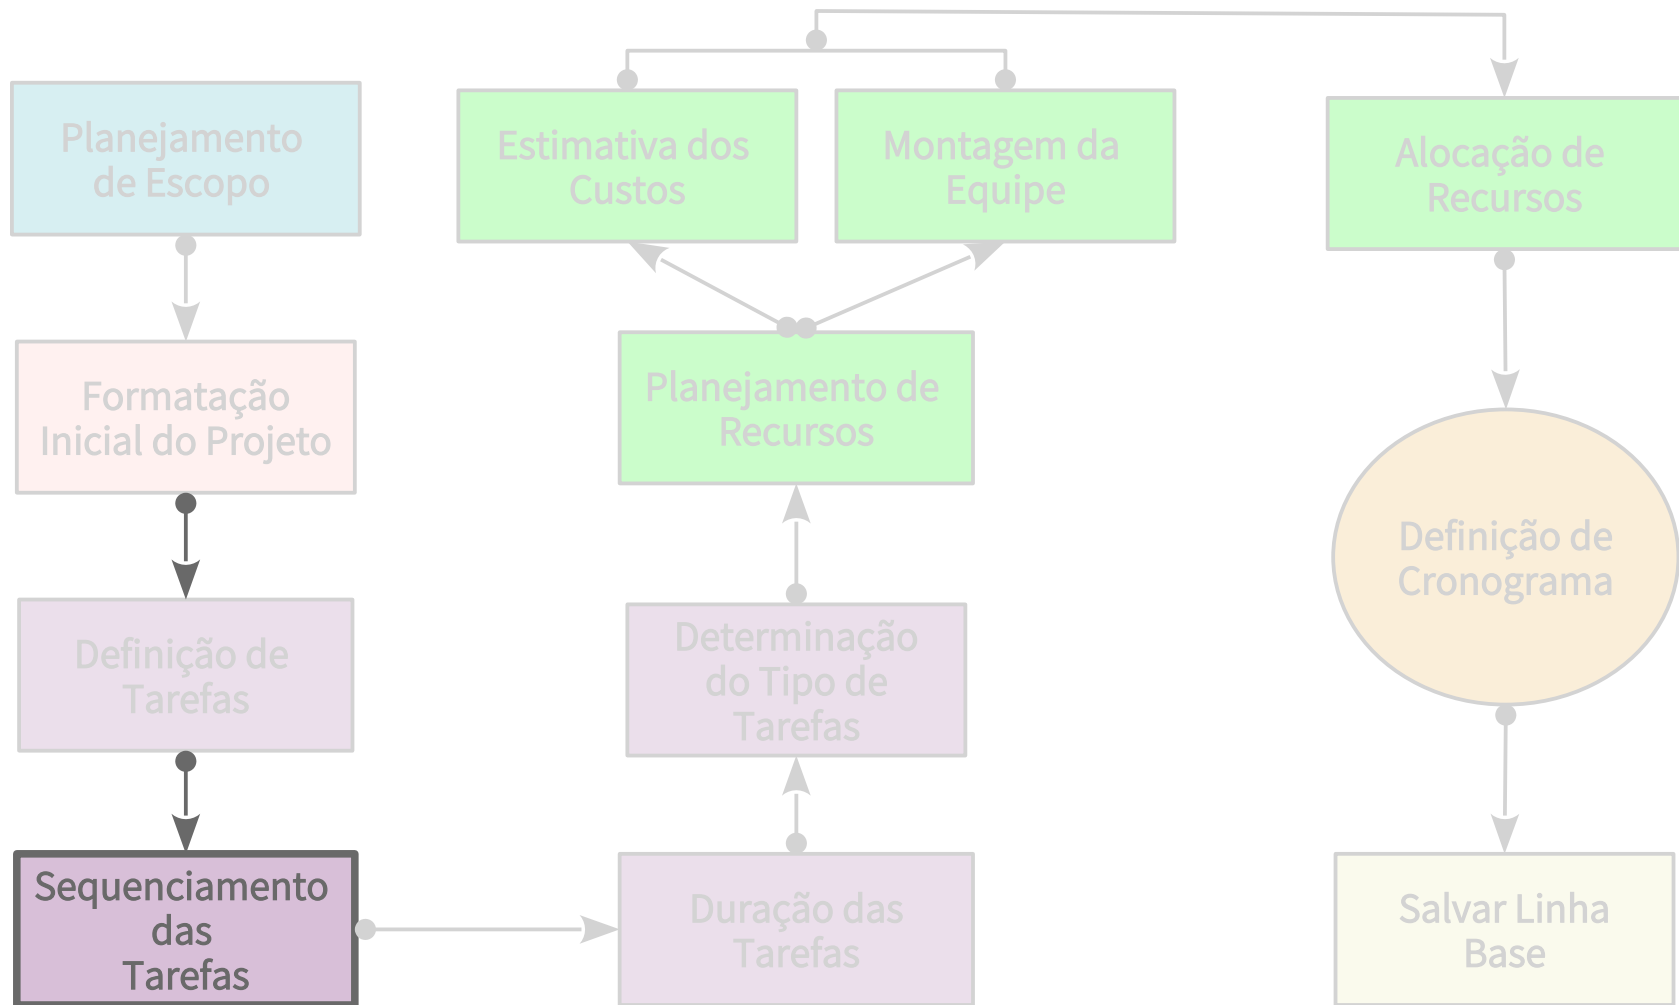 Planejamento
de Escopo
Formatação
Inicial do Projeto
Definição de
Tarefas
Sequenciamento
das
Tarefas
Estimativa dos
Custos
Montagem da
Equipe
Planejamento de
Recursos
Determinação
do Tipo de
Tarefas
Duração das
Tarefas
Alocação de
Recursos
Definição de
Cronograma
Salvar Linha
Base